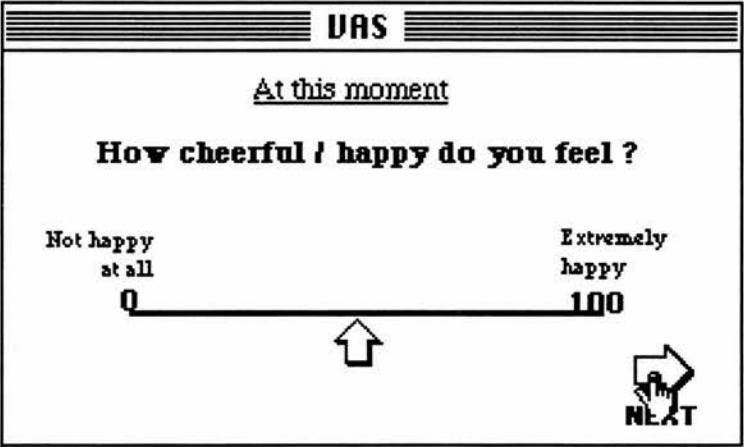 VAS
At this moment
How cheerful / happy do you feel ?
Not happy
at all
Extremely
happy
0
100
NEXT